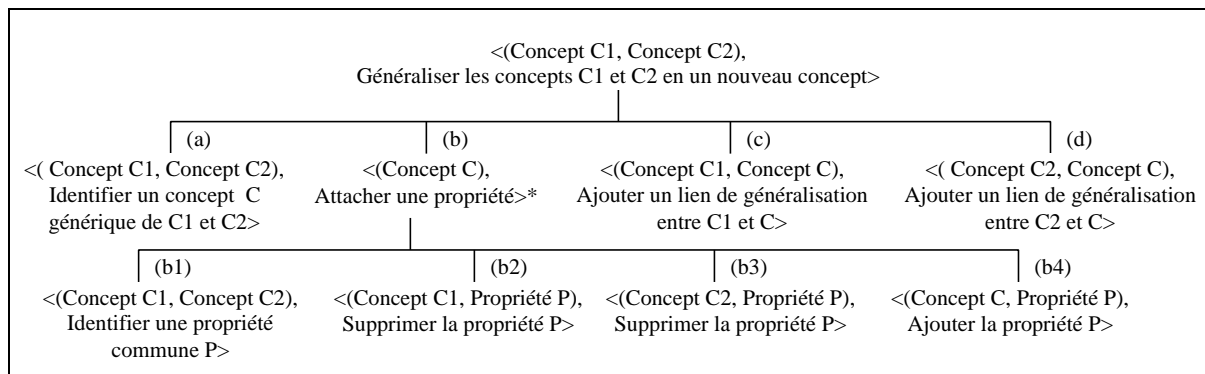 <(Concept C1, Concept C2),
Généraliser les concepts C1 et C2 en un nouveau concept>
(a)
<( Concept C1, Concept C2),
Identifier un concept C
générique de C1 et C2>
(b)
<(Concept C),
Attacher une propriété>*
(c)
<(Concept C1, Concept C),
Ajouter un lien de généralisation
entre C1 et C>
(d)
<( Concept C2, Concept C),
Ajouter un lien de généralisation
entre C2 et C>
(b1)
<(Concept C1, Concept C2),
Identifier une propriété
commune P>
(b2)
<(Concept C1, Propriété P),
Supprimer la propriété P>
(b3)
<(Concept C2, Propriété P),
Supprimer la propriété P>
(b4)
<(Concept C, Propriété P),
Ajouter la propriété P>